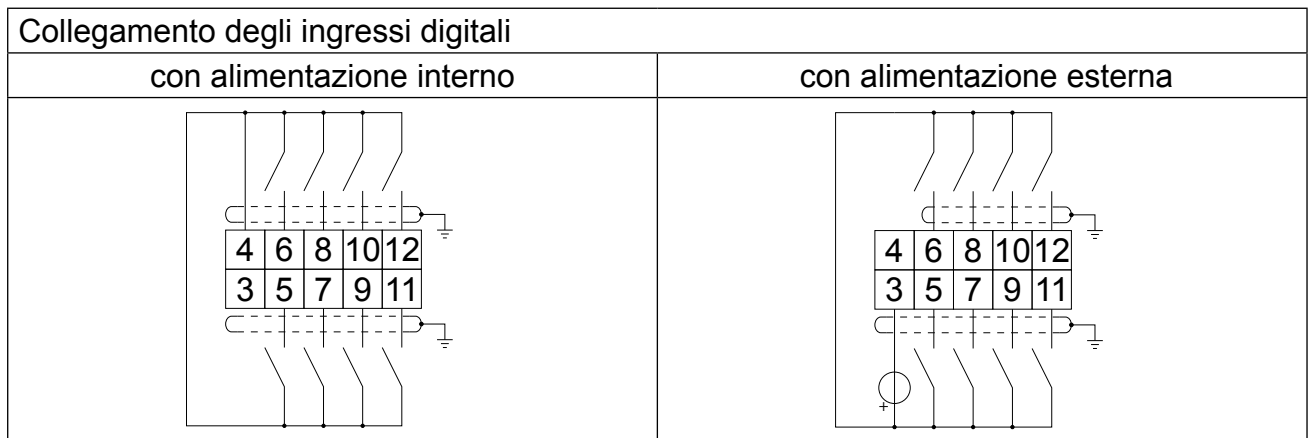 Collegamento degli ingressi digitali
con alimentazione interno
con alimentazione esterna
4 6 8 10 12
3 5 7 9 11
4 6 8 10 12
3 5 7 9 11
+